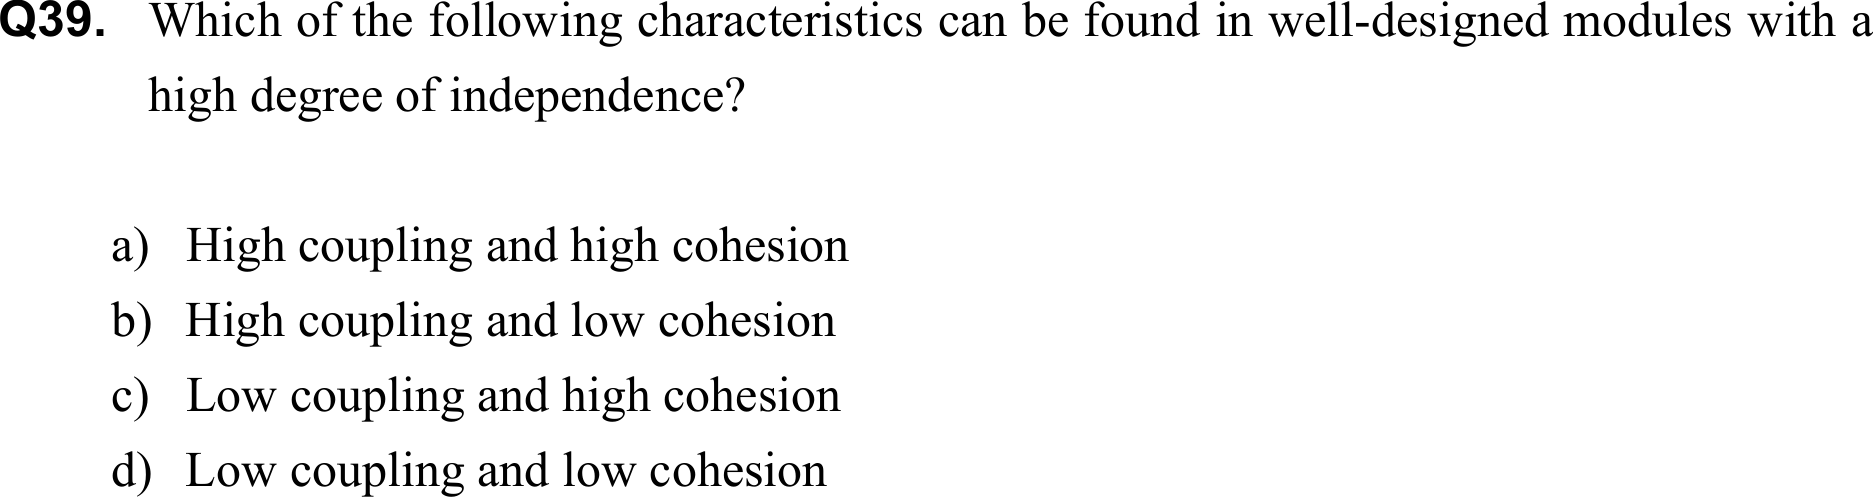 Q39. Which of the following characteristics can be found in well-designed modules with a
high degree of independence?
a) High coupling and high cohesion
b) High coupling and low cohesion
c) Low coupling and high cohesion
d) Low coupling and low cohesion